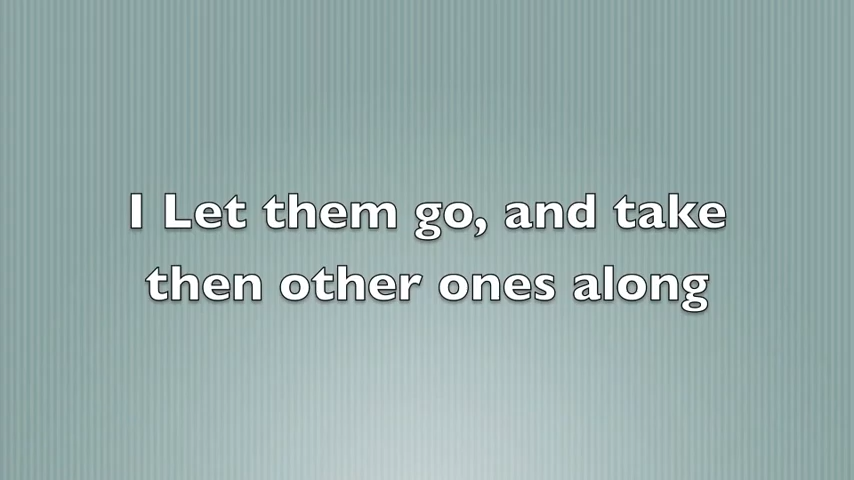 I Let them go, and take
then other ones along